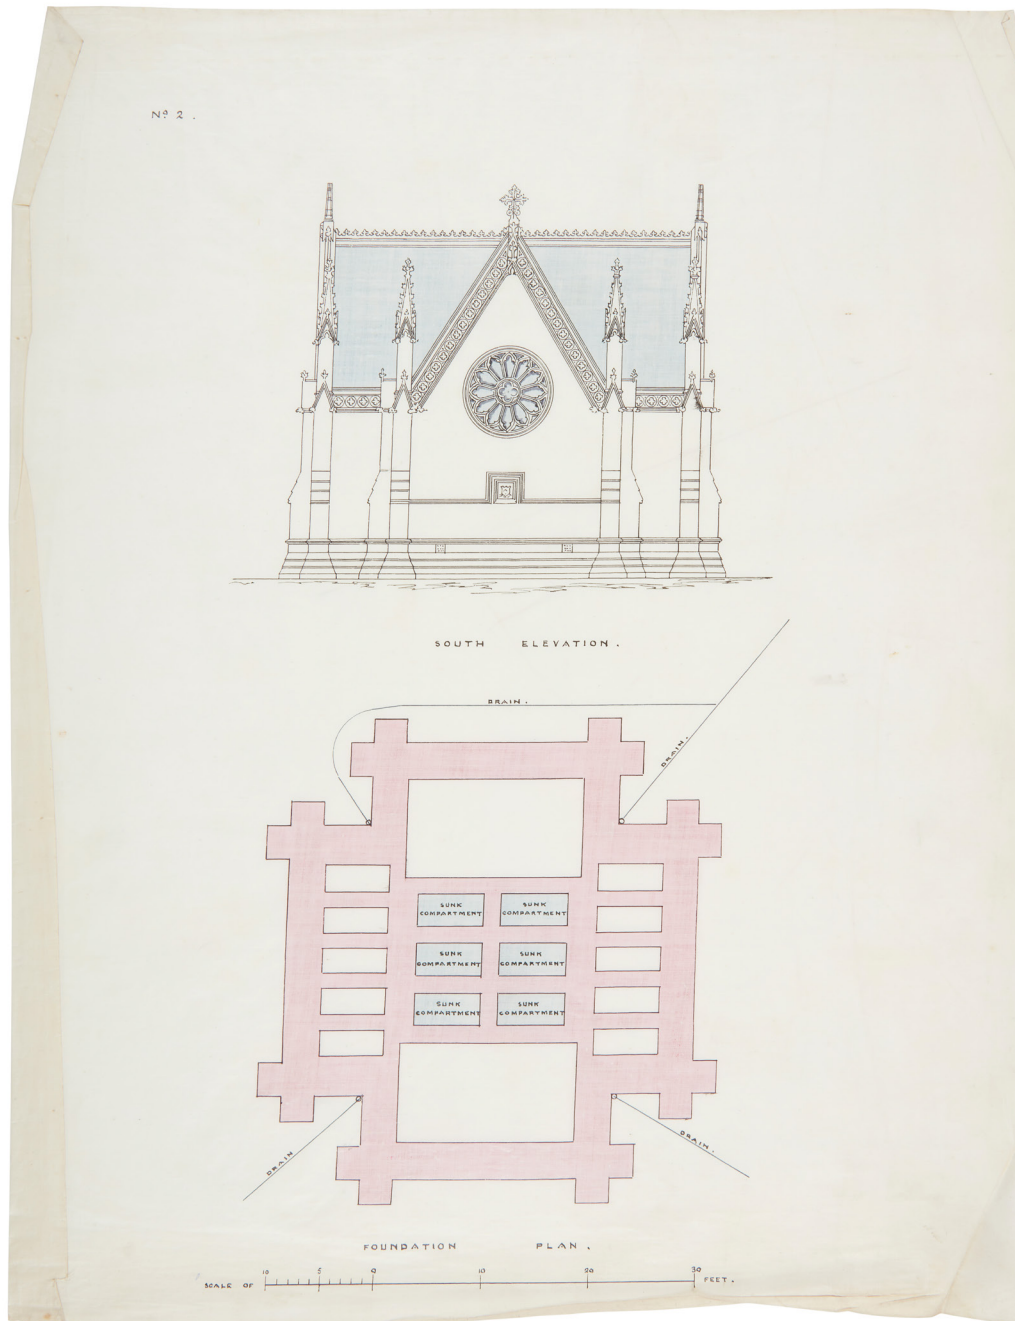 Nº 2 .
SOUTH ELEVATION .
DRAIN .
DRAIN .
SUNK
COMPARTMENT
SUNK
COMPARTMENT
SUNK
COMPARTMENT
SUNK
COMPARTMENT
SUNK
COMPARTMENT
SUNK
COMPARTMENT
DRAIN
DRAIN .
FOUNDATION PLAN .
SCALE OF 10 5 0 10 20 30 FEET .